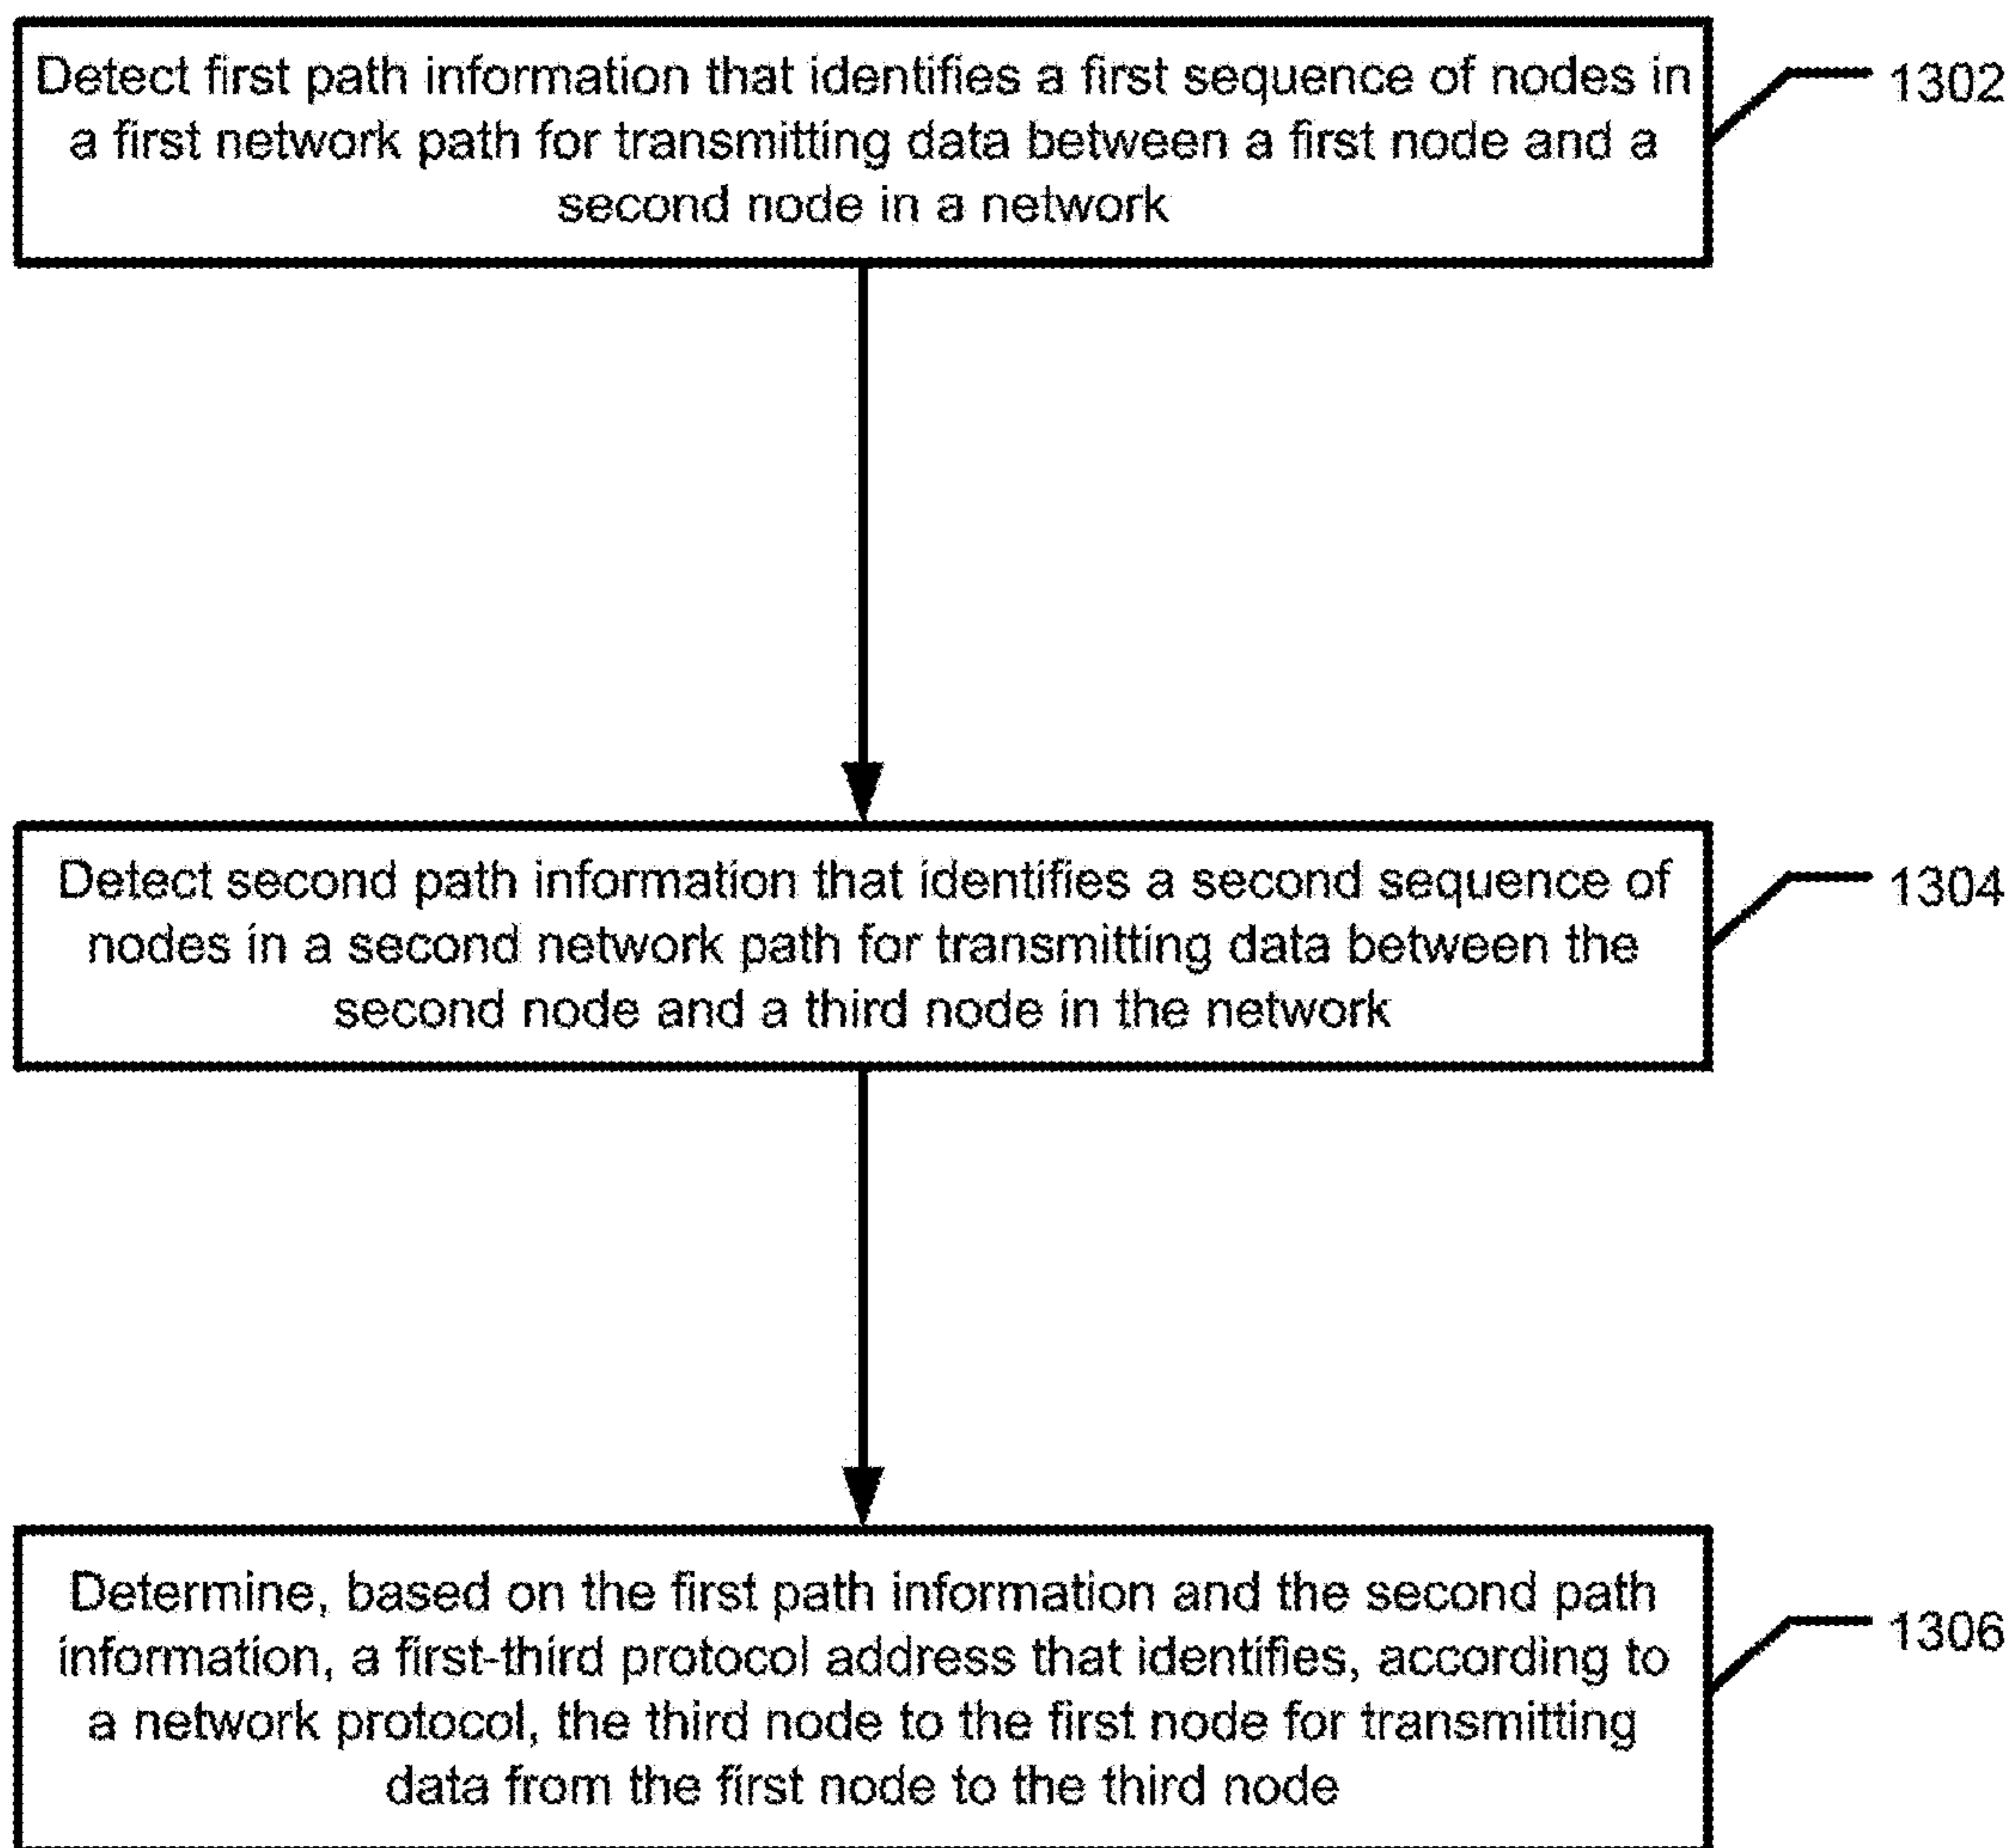 Detect first path information that identifies a first sequence of nodes in
a first network path for transmitting data between a first node and a
second node in a network
1302
Detect second path information that identifies a second sequence of
nodes in a second network path for transmitting data between the
second node and a third node in the network
1304
Determine, based on the first path information and the second path
information, a first-third protocol address that identifies, according to
a network protocol, the third node to the first node for transmitting
data from the first node to the third node
1306